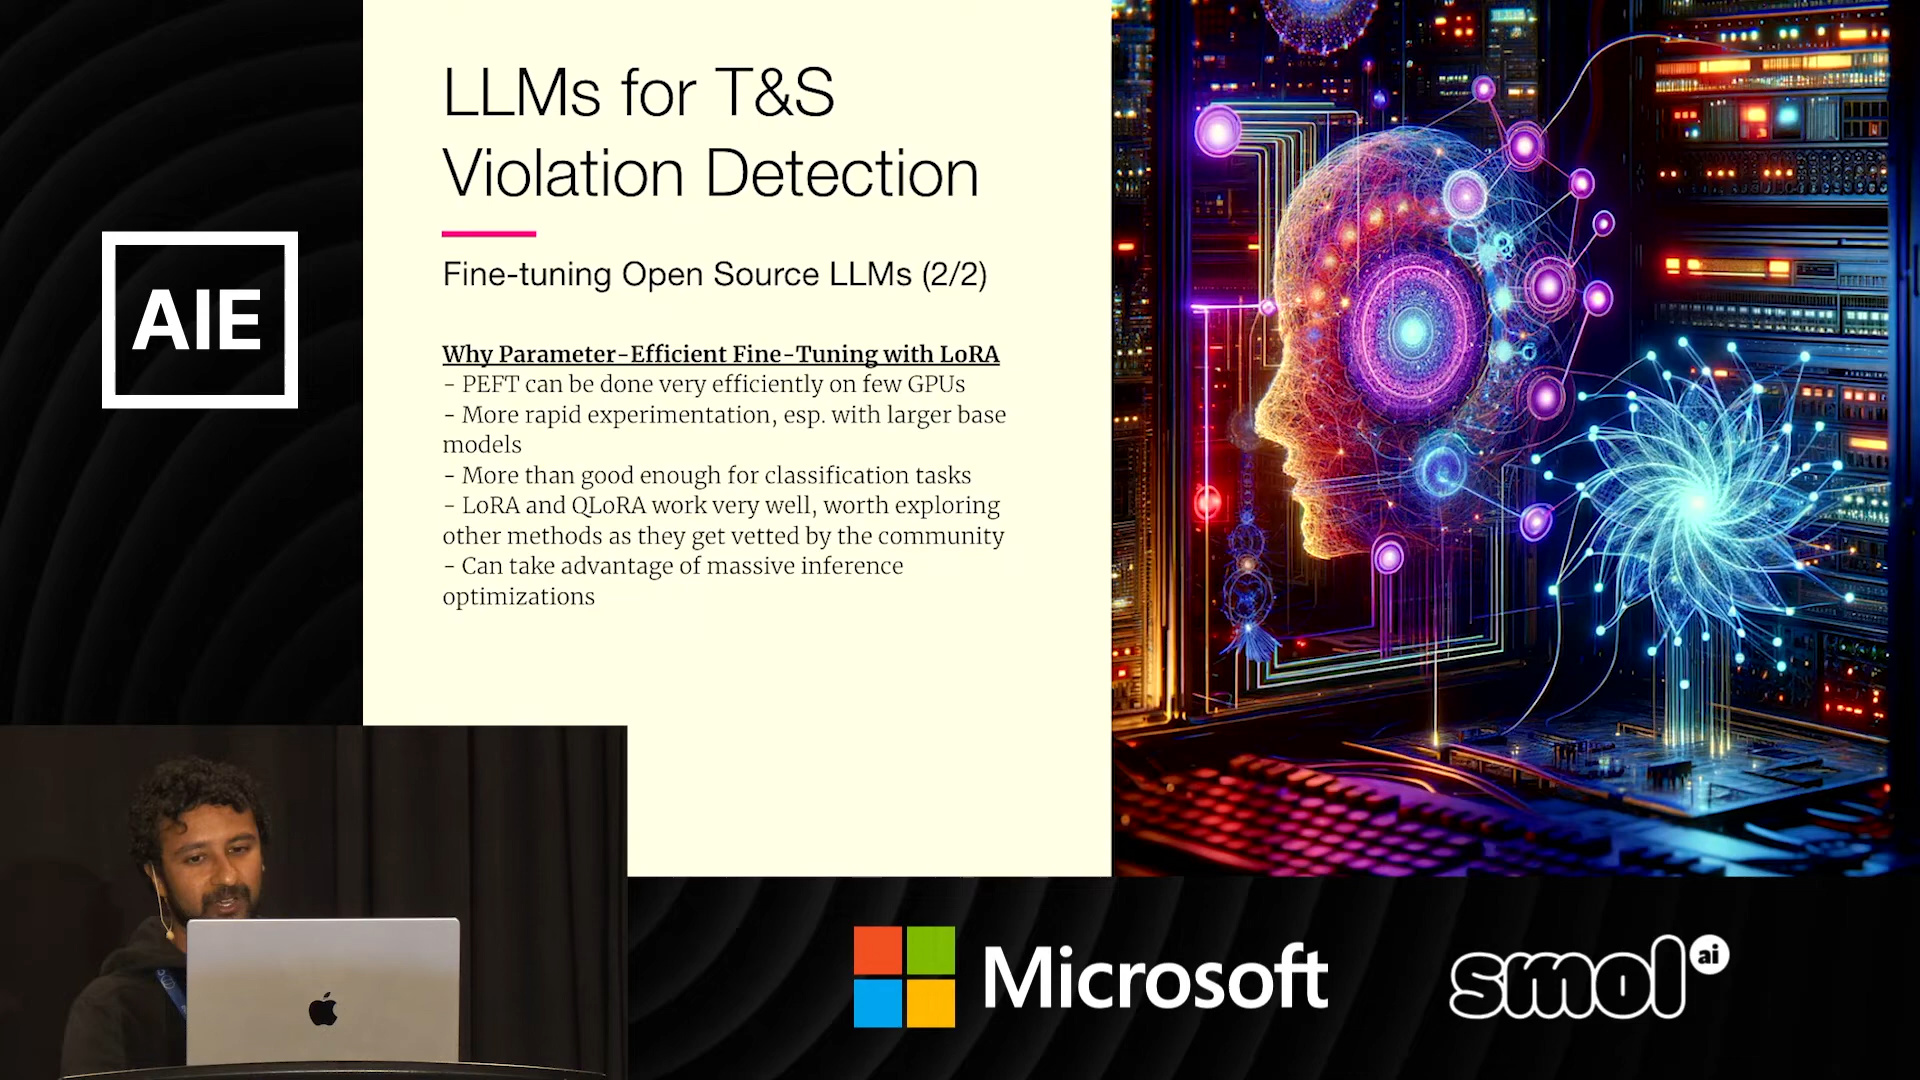 LLMs for T&S
Violation Detection
Fine-tuning Open Source LLMs (2/2)
Why Parameter-Efficient Fine-Tuning with LoRA
- PEFT can be done very efficiently on few GPUs
- More rapid experimentation, esp. with larger base
models
- More than good enough for classification tasks
- LoRA and QLoRA work very well, worth exploring
other methods as they get vetted by the community
- Can take advantage of massive inference
optimizations
AIE
Microsoft
smol ai